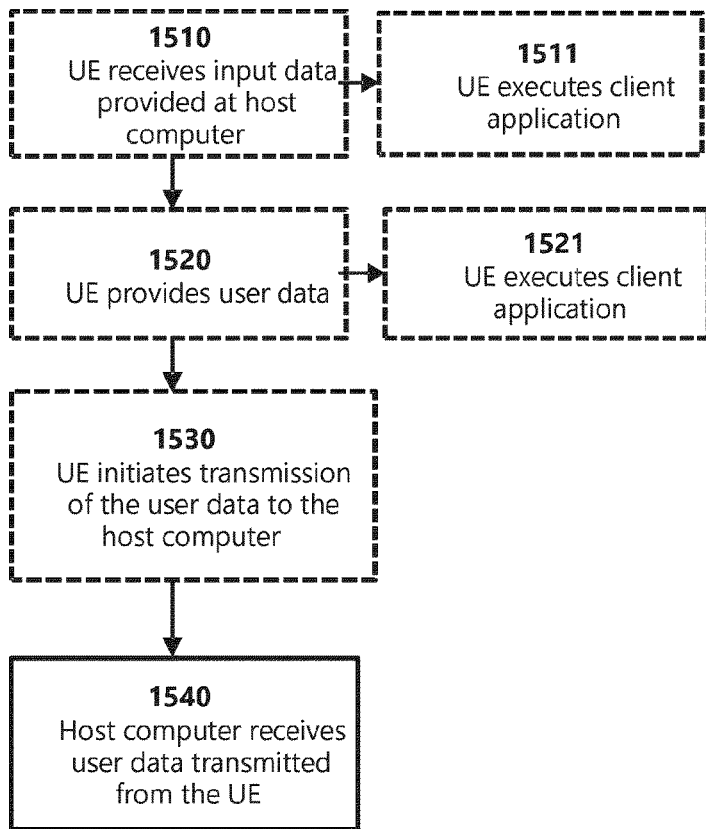 1510
UE receives input data
provided at host
computer
1511
UE executes client
application
1520
UE provides user data
1521
UE executes client
application
1530
UE initiates transmission
of the user data to the
host computer
1540
Host computer receives
user data transmitted
from the UE